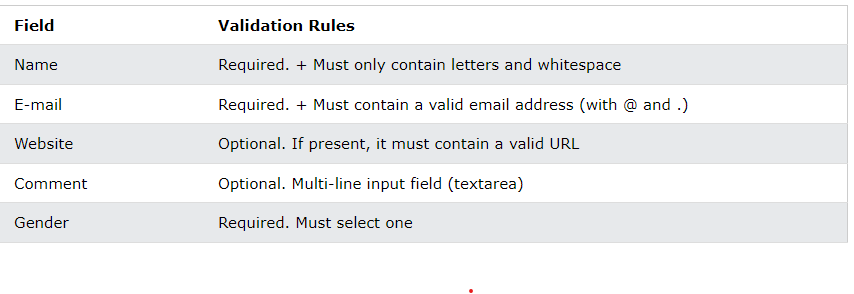 Field Validation Rules
Name Required. + Must only contain letters and whitespace
E-mail Required. + Must contain a valid email address (with @ and .)
Website Optional. If present, it must contain a valid URL
Comment Optional. Multi-line input field (textarea)
Gender Required. Must select one